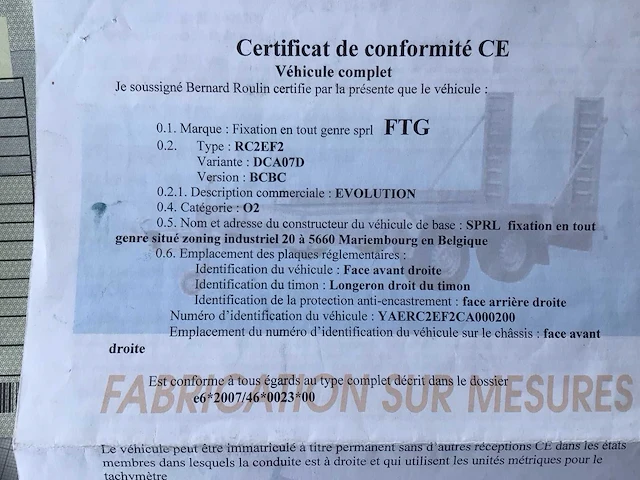 Certificat de conformité CE
Véhicule complet
Je soussigné Bernard Roulin certifie par la présente que le véhicule :
0.1. Marque : Fixation en tout genre sprl FTG
0.2. Type : RC2EF2
Variante : DCA07D
Version : BCBC
0.2.1. Description commerciale : EVOLUTION
0.4. Catégorie : O2
0.5. Nom et adresse du constructeur du véhicule de base : SPRL fixation en tout
genre situé zoning industriel 20 à 5660 Mariembourg en Belgique
0.6. Emplacement des plaques réglementaires :
Identification du véhicule : Face avant droite
Identification du timon : Longeron droit du timon
Identification de la protection anti-encastrement : face arrière droite
Numéro d'identification du véhicule : YAERC2EF2CA000200
Emplacement du numéro d'identification du véhicule sur le châssis : face avant
droite
Est conforme à tous égards au type complet décrit dans le dossier
e6*2007/46*0023*00
FABRICATION SUR MESURES
Le véhicule peut être immatriculé à titre permanent sans d'autres réceptions CE dans les états
membres dans lesquels la conduite est à droite et qui utilisent les unités métriques pour le
tachymètre